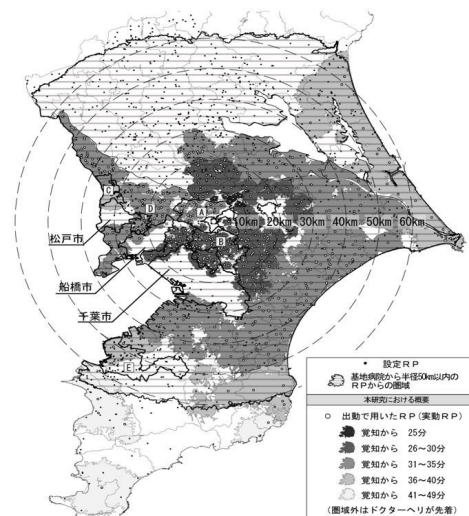 C
D
A
B
10km 20km 30km 40km 50km 60km
松戸市
船橋市
千葉市
E
設定RP
基地病院から半径50km以内の
RPからの圏域
本研究における概要
出動で用いたRP(実動RP)
覚知から 25分
覚知から 26~30分
覚知から 31~35分
覚知から 36~40分
覚知から 41~49分
(圏域外はドクターヘリが先着)